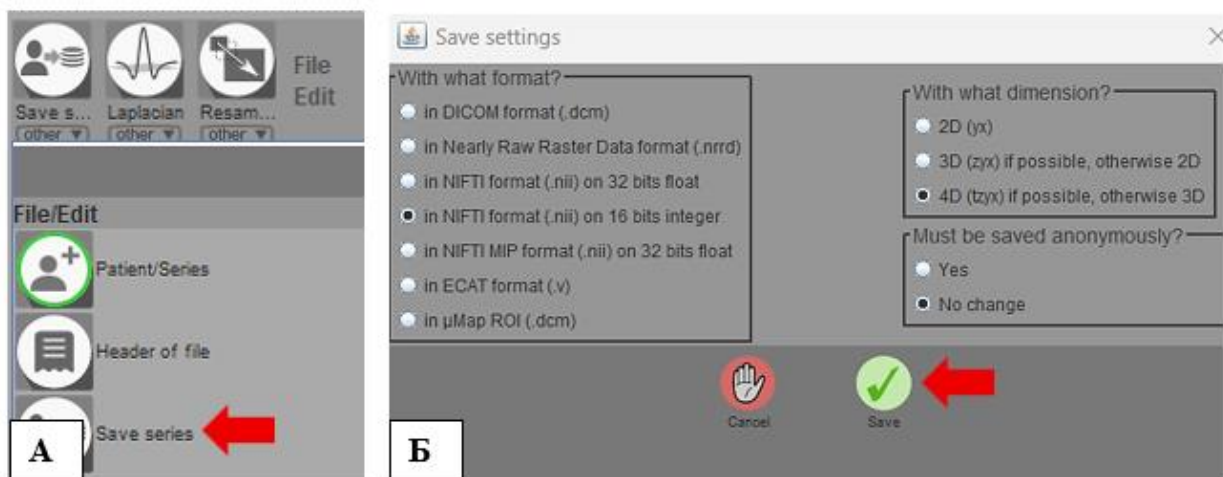 File
Edit
Save s... Laplacian Resam...
(other ▼) (other ▼) (other ▼)
File/Edit
Patient/Series
Header of file
Save series
А
Save settings
With what format?
in DICOM format (.dcm)
in Nearly Raw Raster Data format (.nrrd)
in NIFTI format (.nii) on 32 bits float
in NIFTI format (.nii) on 16 bits integer
in NIFTI MIP format (.nii) on 32 bits float
in ECAT format (.v)
in µMap ROI (.dcm)
With what dimension?
2D (yx)
3D (zyx) if possible, otherwise 2D
4D (tzyx) if possible, otherwise 3D
Must be saved anonymously?
Yes
No change
Cancel
Save
Б